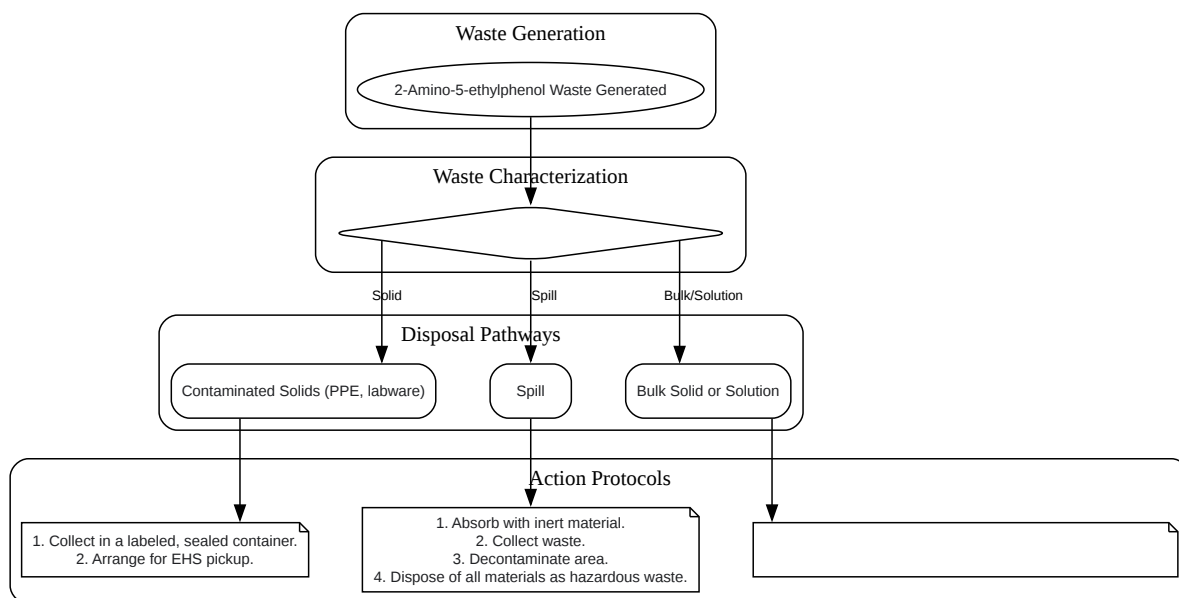 Waste Generation
2-Amino-5-ethylphenol Waste Generated
Waste Characterization
Solid
Spill
Bulk/Solution
Disposal Pathways
Contaminated Solids (PPE, labware)
Spill
Bulk Solid or Solution
Action Protocols
1. Collect in a labeled, sealed container.
2. Arrange for EHS pickup.
1. Absorb with inert material.
2. Collect waste.
3. Decontaminate area.
4. Dispose of all materials as hazardous waste.